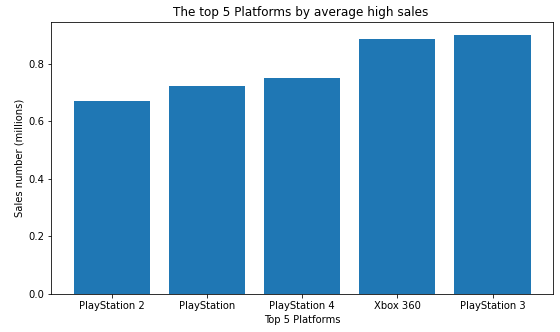 The top 5 Platforms by average high sales
Sales number (millions)
0.8
0.6
0.4
0.2
0.0
PlayStation 2 PlayStation PlayStation 4 Xbox 360 PlayStation 3
Top 5 Platforms